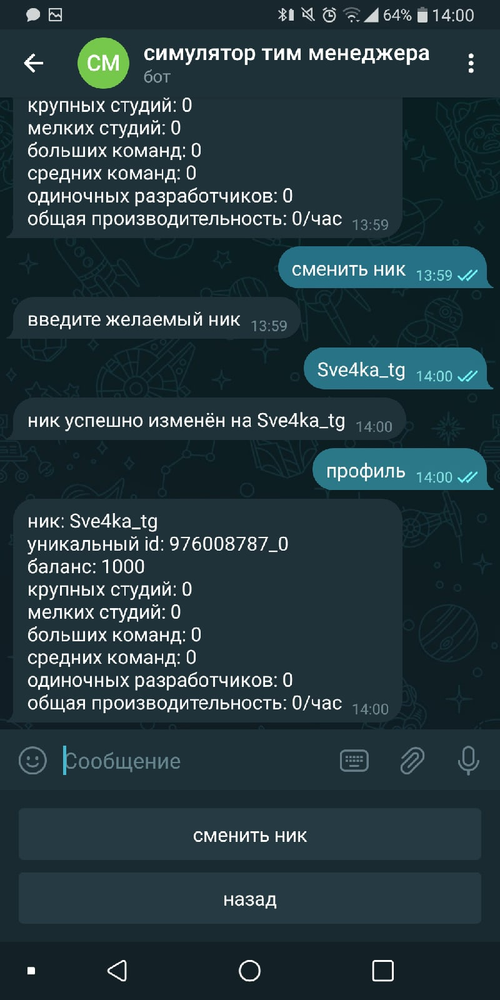 64% 14:00
СМ
симулятор тим менеджера
бот
крупных студий: 0
мелких студий: 0
больших команд: 0
средних команд: 0
одиночных разработчиков: 0
общая производительность: 0/час 13:59
сменить ник 13:59
введите желаемый ник 13:59
Sve4ka_tg 14:00
ник успешно изменён на Sve4ka_tg 14:00
профиль 14:00
ник: Sve4ka_tg
уникальный id: 976008787_0
баланс: 1000
крупных студий: 0
мелких студий: 0
больших команд: 0
средних команд: 0
одиночных разработчиков: 0
общая производительность: 0/час 14:00
Сообщение
сменить ник
назад